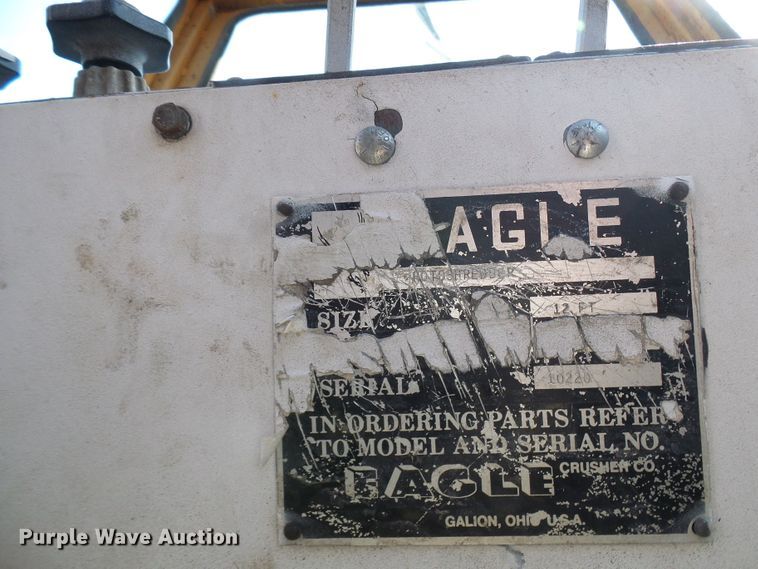 EAGLE
SIZE 12 FT
SERIAL 10220
IN ORDERING PARTS REFER
TO MODEL AND SERIAL NO.
EAGLE CRUSHER CO.
GALION, OHIO U.S.A.
Purple Wave Auction